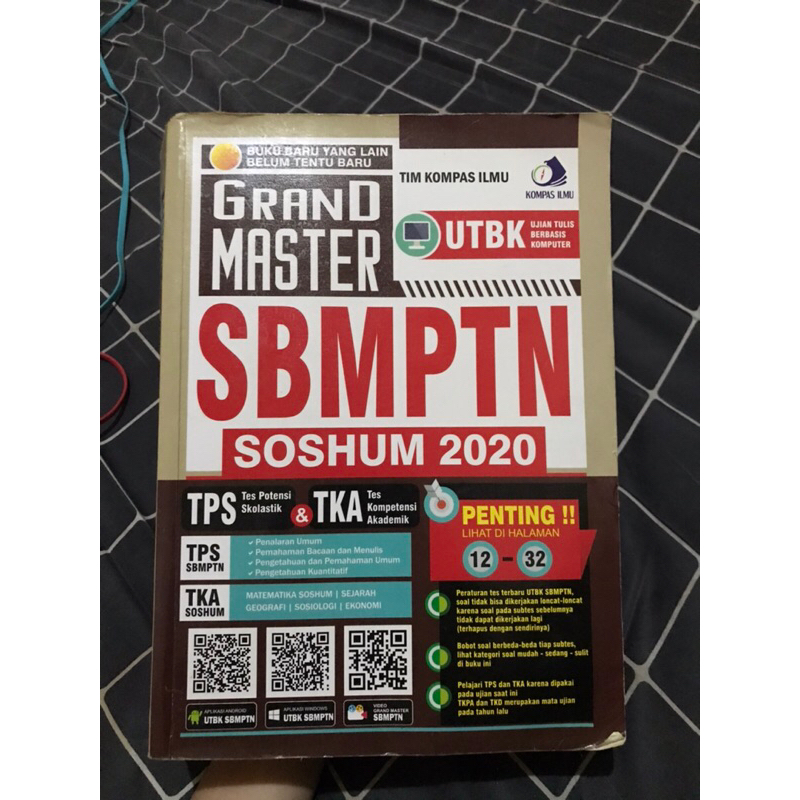 BUKU BARU YANG LAIN
BELUM TENTU BARU
GRAND
MASTER
TIM KOMPAS ILMU
KOMPAS ILMU
UTBK
UJIAN TULIS
BERBASIS
KOMPUTER
SBMPTN
SOSHUM 2020
TPS Tes Potensi
Skolastik
&
TKA Tes
Kompetensi
Akademik
TPS
SBMPTN
Penalaran Umum
Pemahaman Bacaan dan Menulis
Pengetahuan dan Pemahaman Umum
Pengetahuan Kuantitatif
TKA
SOSHUM
MATEMATIKA SOSHUM | SEJARAH
GEOGRAFI | SOSIOLOGI | EKONOMI
APLIKASI ANDROID
UTBK SBMPTN
APLIKASI WINDOWS
UTBK SBMPTN
VIDEO
GRAND MASTER
SBMPTN
PENTING !!
LIHAT DI HALAMAN
12 - 32
Peraturan tes terbaru UTBK SBMPTN,
soal tidak bisa dikerjakan loncat-loncat
karena soal pada subtes sebelumnya
tidak dapat dikerjakan lagi
(terhapus dengan sendirinya)
Bobot soal berbeda-beda tiap subtes,
lihat kategori soal mudah - sedang - sulit
di buku ini
Pelajari TPS dan TKA karena dipakai
pada ujian saat ini
TKPA dan TKD merupakan mata ujian
pada tahun lalu